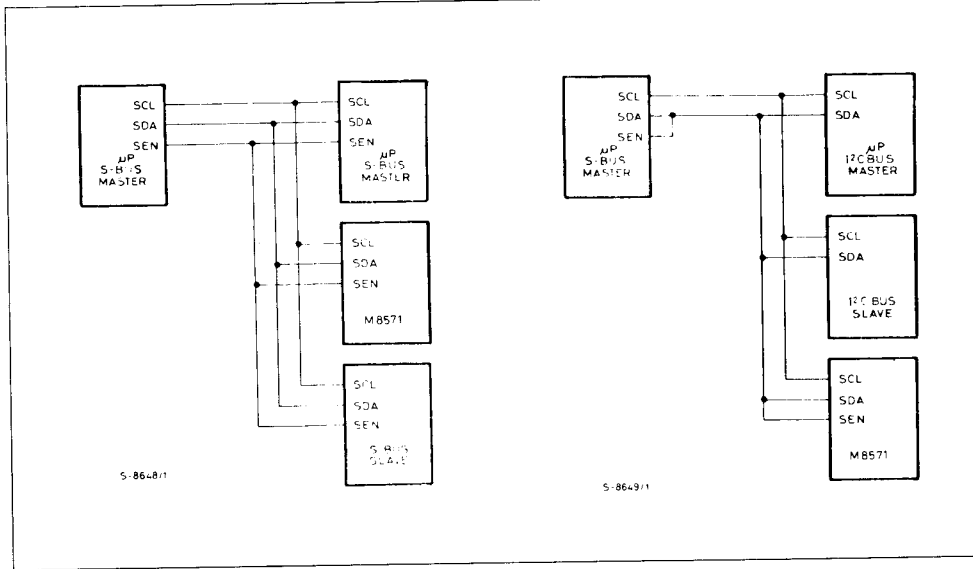 SCL
SDA
SEN
µP
S-BUS
MASTER
SCL
SDA
SEN
µP
S-BUS
MASTER
SCL
SDA
SEN
M8571
SCL
SDA
SEN
S BUS
SLAVE
S-8648/1
SCL
SDA
SEN
µP
S-BUS
MASTER
SCL
SDA
µP
I²CBUS
MASTER
SCL
SDA
I²C BUS
SLAVE
SCL
SDA
SEN
M8571
S-8649/1